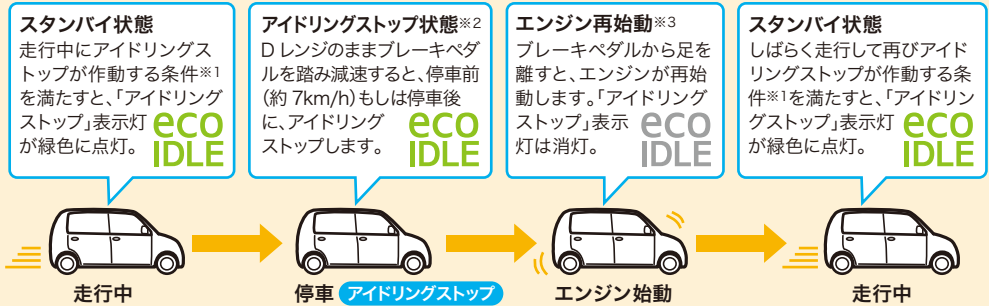 スタンバイ状態
走行中にアイドリングス
トップが作動する条件※1
を満たすと、「アイドリング
ストップ」表示灯
が緑色に点灯。
eco
IDLE
アイドリングストップ状態※2
D レンジのままブレーキペダ
ルを踏み減速すると、停車前
(約 7km/h)もしは停車後
に、アイドリング
ストップします。
eco
IDLE
エンジン再始動※3
ブレーキペダルから足を
離すと、エンジンが再始
動します。「アイドリング
ストップ」表示
灯は消灯。
eco
IDLE
スタンバイ状態
しばらく走行して再びアイド
リングストップが作動する条
件※1を満たすと、「アイドリン
グストップ」表示灯
が緑色に点灯。
eco
IDLE
走行中
停車 アイドリングストップ
エンジン始動
走行中